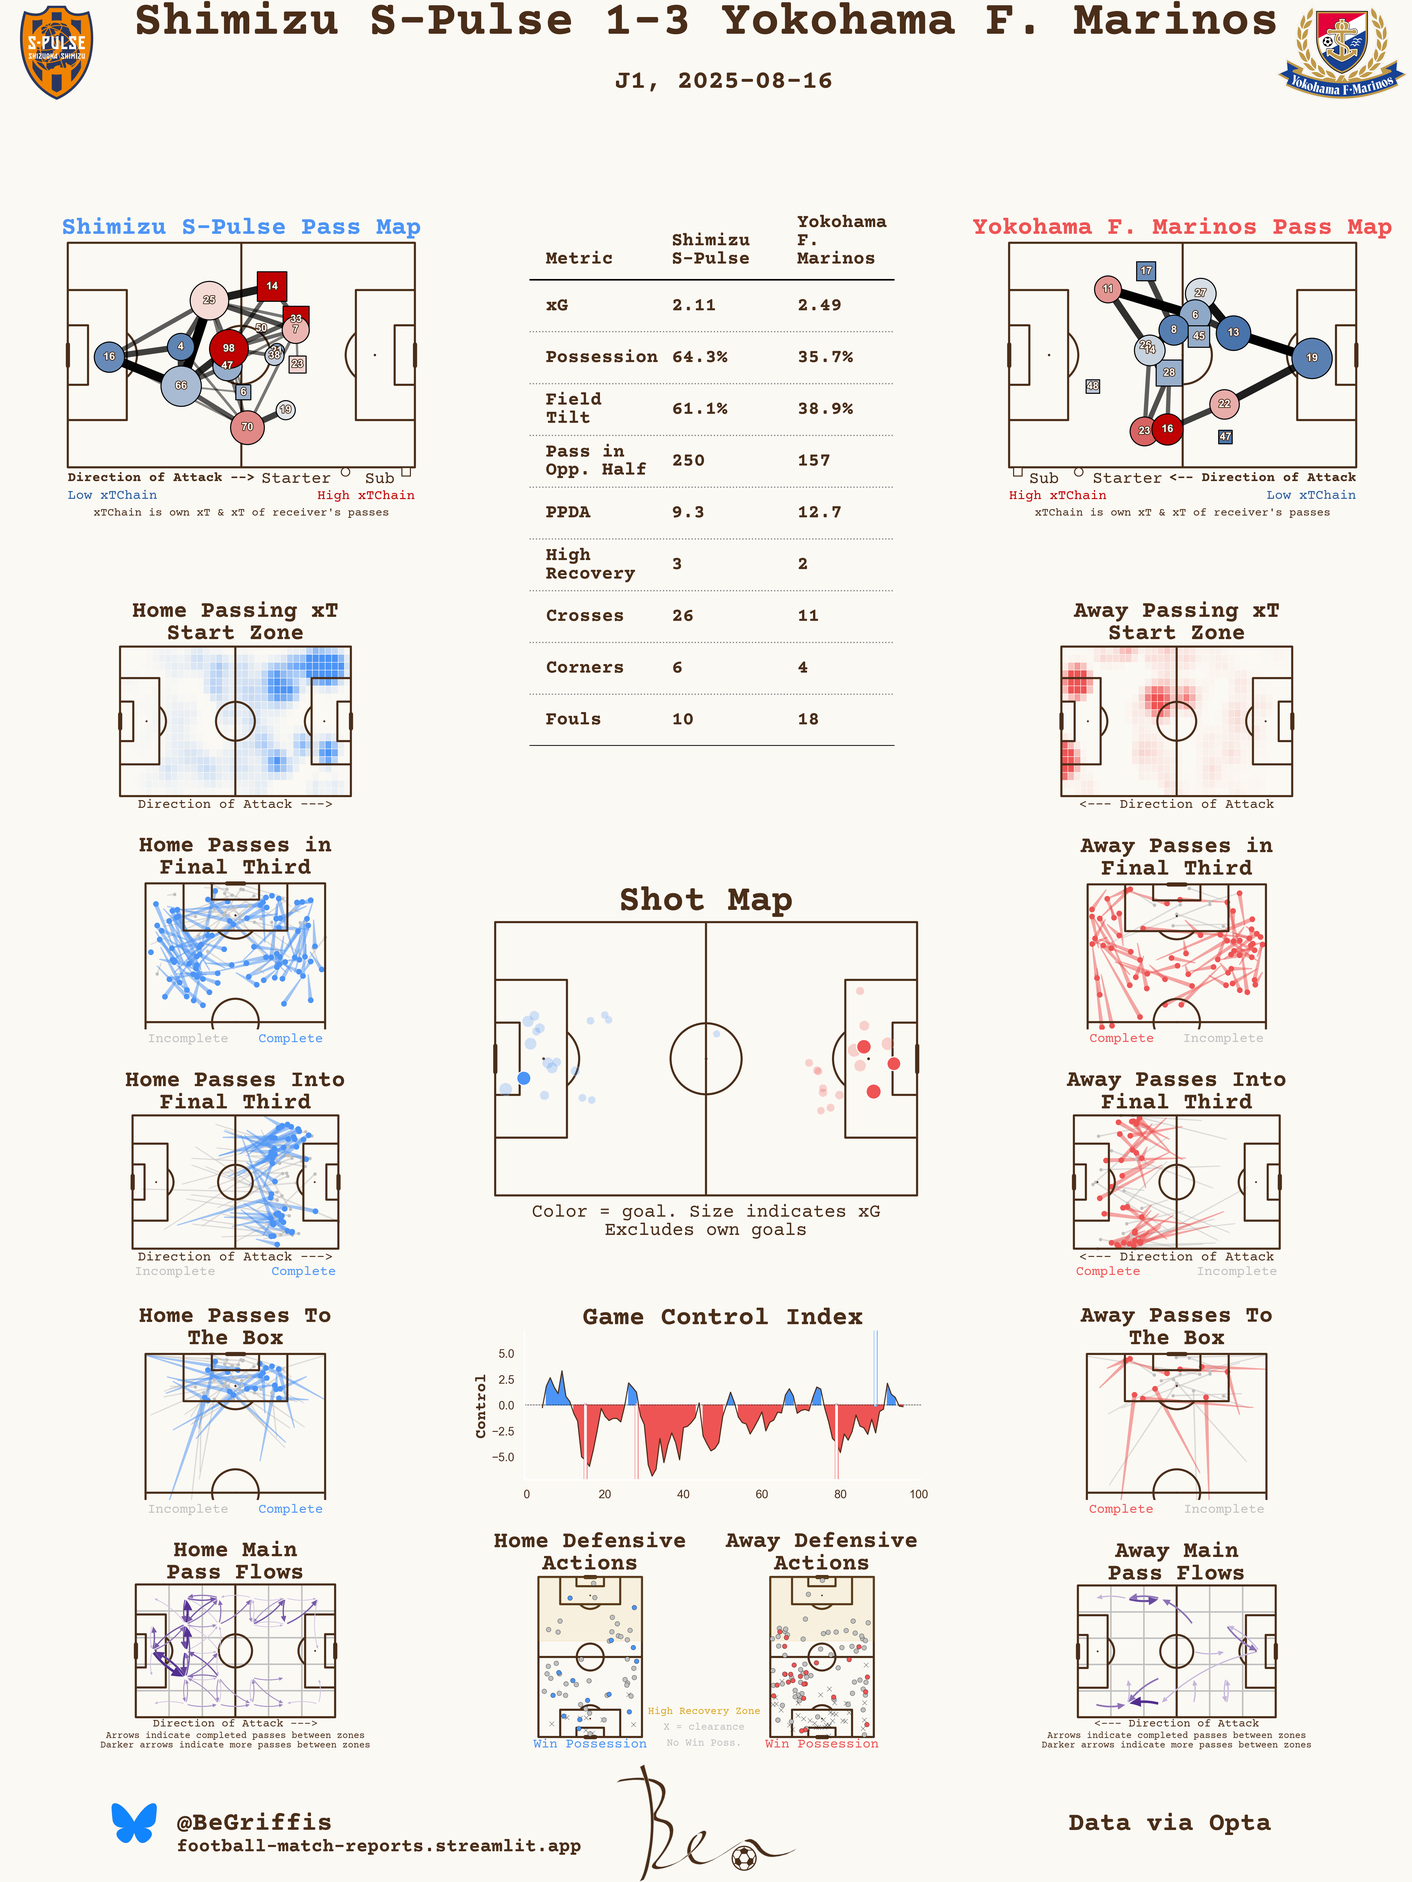 Shimizu S-Pulse 1-3 Yokohama F. Marinos
J1, 2025-08-16
S-PULSE
SHIZUOKA SHIMIZU
Yokohama F·Marinos
Shimizu S-Pulse Pass Map
25
14
33
7
50
98
4
16
21
38
23
47
66
6
19
70
Direction of Attack --> Starter Sub
Low xTChain High xTChain
xTChain is own xT & xT of receiver's passes
Metric Shimizu S-Pulse Yokohama F. Marinos
xG 2.11 2.49
Possession 64.3% 35.7%
Field Tilt 61.1% 38.9%
Pass in Opp. Half 250 157
PPDA 9.3 12.7
High Recovery 3 2
Crosses 26 11
Corners 6 4
Fouls 10 18
Yokohama F. Marinos Pass Map
17
11
27
6
8
45
13
26
14
19
28
48
22
23
16
47
Sub Starter <-- Direction of Attack
High xTChain Low xTChain
xTChain is own xT & xT of receiver's passes
Home Passing xT
Start Zone
Direction of Attack --->
Away Passing xT
Start Zone
<--- Direction of Attack
Home Passes in
Final Third
Incomplete Complete
Away Passes in
Final Third
Complete Incomplete
Shot Map
Color = goal. Size indicates xG
Excludes own goals
Home Passes Into
Final Third
Direction of Attack --->
Incomplete Complete
Away Passes Into
Final Third
<--- Direction of Attack
Complete Incomplete
Home Passes To
The Box
Incomplete Complete
Game Control Index
Control
5.0
2.5
0.0
−2.5
−5.0
0 20 40 60 80 100
Away Passes To
The Box
Complete Incomplete
Home Main
Pass Flows
Direction of Attack --->
Arrows indicate completed passes between zones
Darker arrows indicate more passes between zones
Home Defensive
Actions
Win Possession
High Recovery Zone
X = clearance
No Win Poss.
Away Defensive
Actions
Win Possession
Away Main
Pass Flows
<--- Direction of Attack
Arrows indicate completed passes between zones
Darker arrows indicate more passes between zones
@BeGriffis
football-match-reports.streamlit.app
Ben
Data via Opta